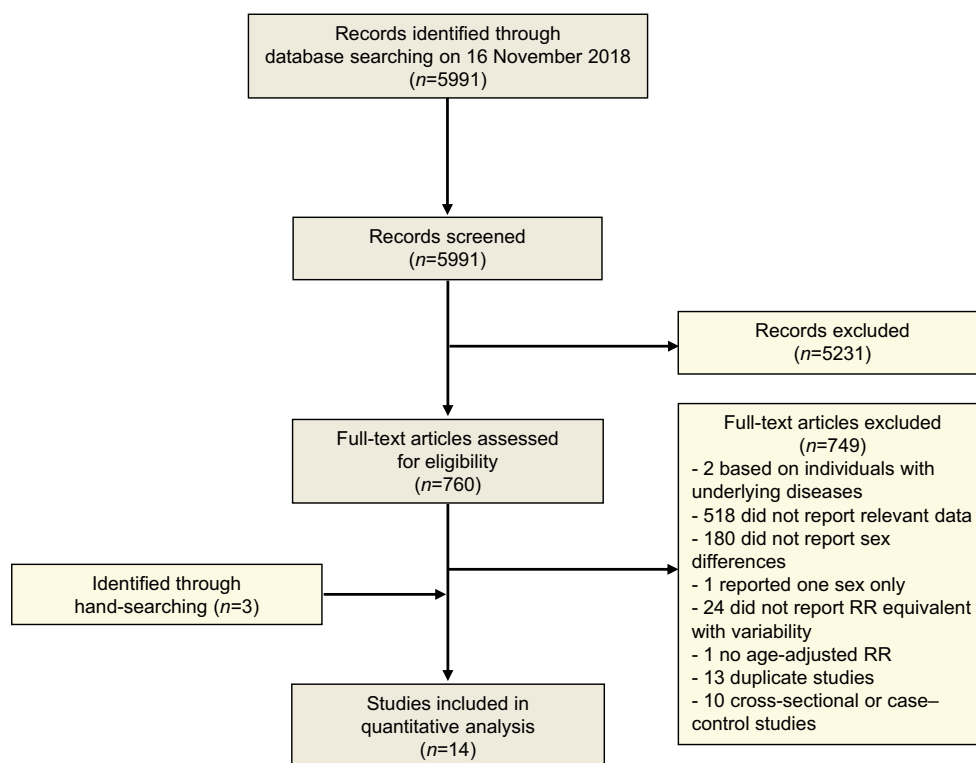 Records identified through
database searching on 16 November 2018
(n=5991)
Records screened
(n=5991)
Records excluded
(n=5231)
Full-text articles assessed
for eligibility
(n=760)
Full-text articles excluded
(n=749)
- 2 based on individuals with
underlying diseases
- 518 did not report relevant data
- 180 did not report sex
differences
- 1 reported one sex only
- 24 did not report RR equivalent
with variability
- 1 no age-adjusted RR
- 13 duplicate studies
- 10 cross-sectional or case–
control studies
Identified through
hand-searching (n=3)
Studies included in
quantitative analysis
(n=14)